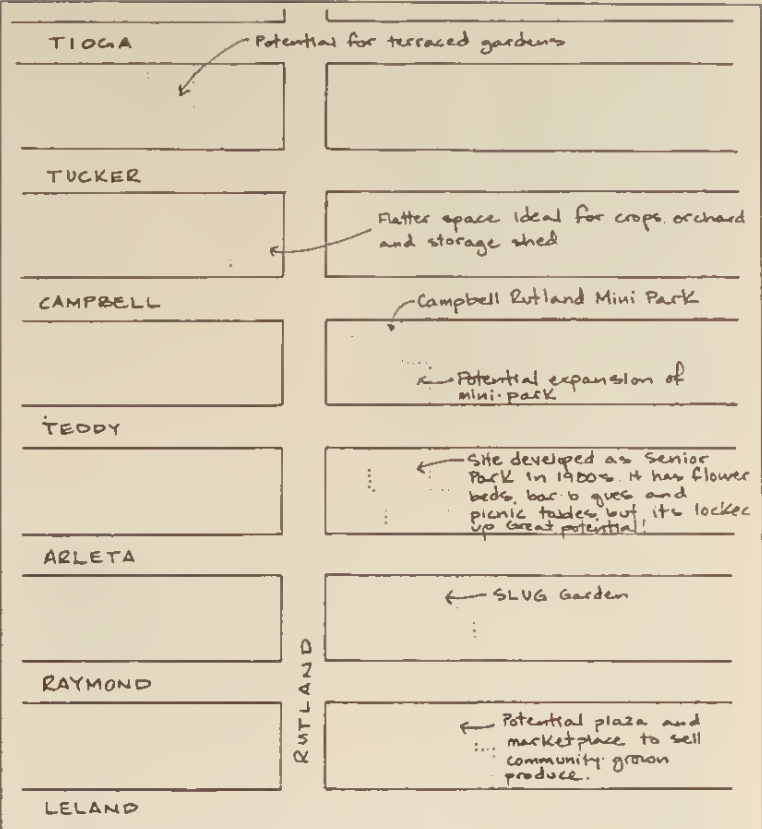 TIOGA
Potential for terraced gardens
TUCKER
Flatter space ideal for crops, orchard
and storage shed
CAMPBELL
Campbell Rutland Mini Park
Potential expansion of
mini-park
TEDDY
Site developed as Senior
Park in 1980s. It has flower
beds, bar-b-ques and
picnic tables, but it's locked
up Great potential!
ARLETA
SLUG Garden
RAYMOND
RUTLAND
Potential plaza and
marketplace to sell
community-grown
produce.
LELAND